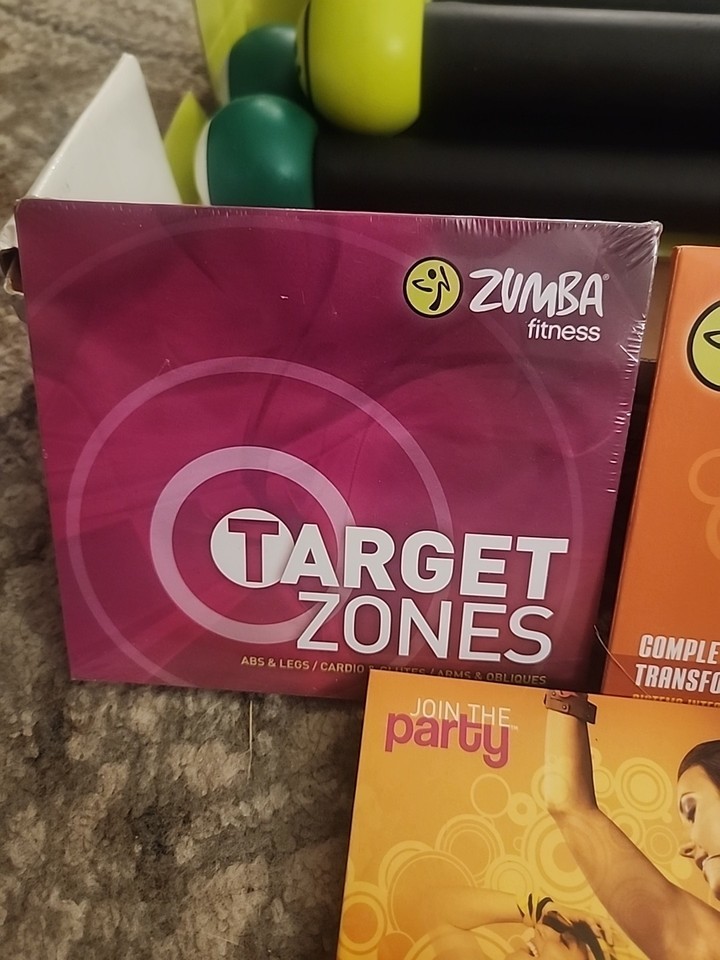 ZUMBA®
fitness
TARGET
ZONES
ABS & LEGS / CARDIO & GLUTES / ARMS & OBLIQUES
COMPLE
TRANSFO
JOIN THE
party